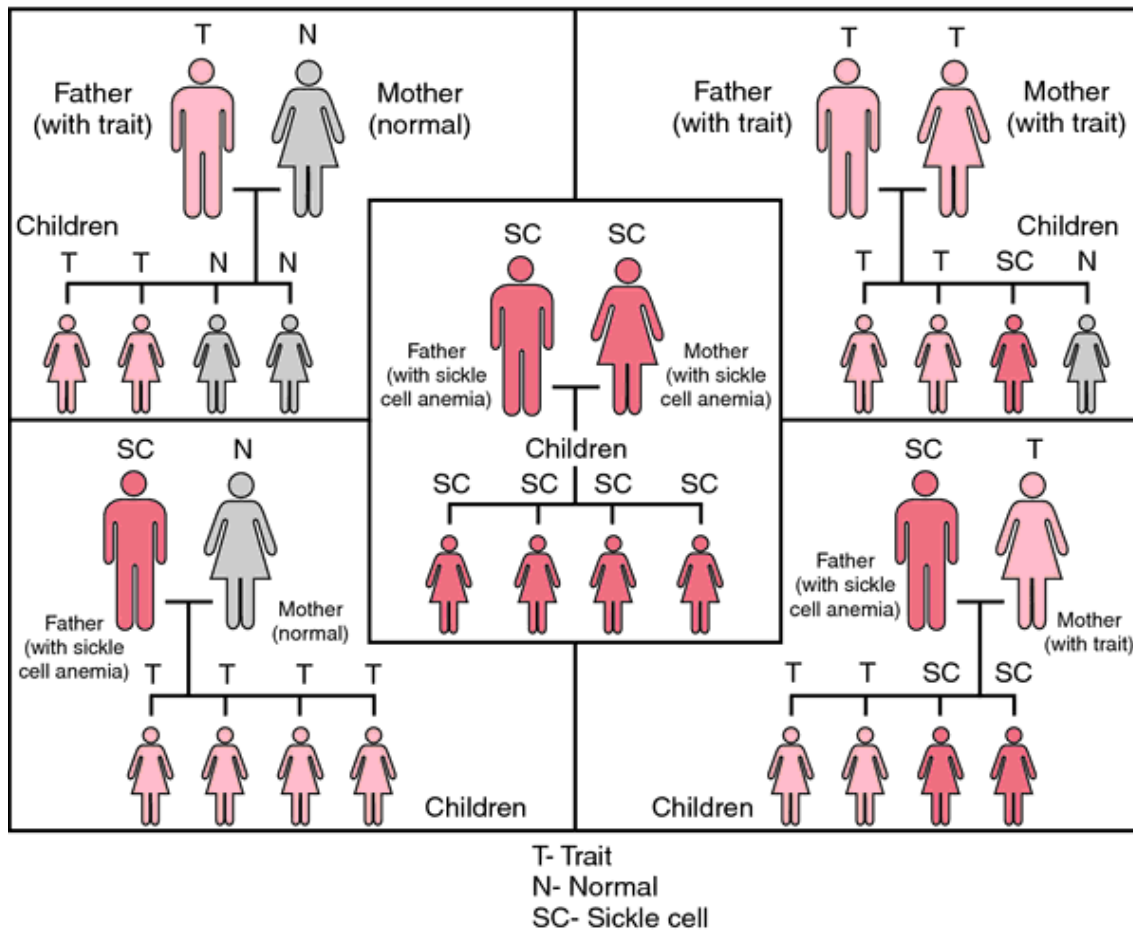 T N
Father
(with trait)
Mother
(normal)
Children
T T N N
T T
Father
(with trait)
Mother
(with trait)
Children
T T SC N
SC SC
Father
(with sickle
cell anemia)
Mother
(with sickle
cell anemia)
Children
SC SC SC SC
SC N
Father
(with sickle
cell anemia)
Mother
(normal)
T T T T
Children
SC T
Father
(with sickle
cell anemia)
Mother
(with trait)
T T SC SC
Children
T- Trait
N- Normal
SC- Sickle cell